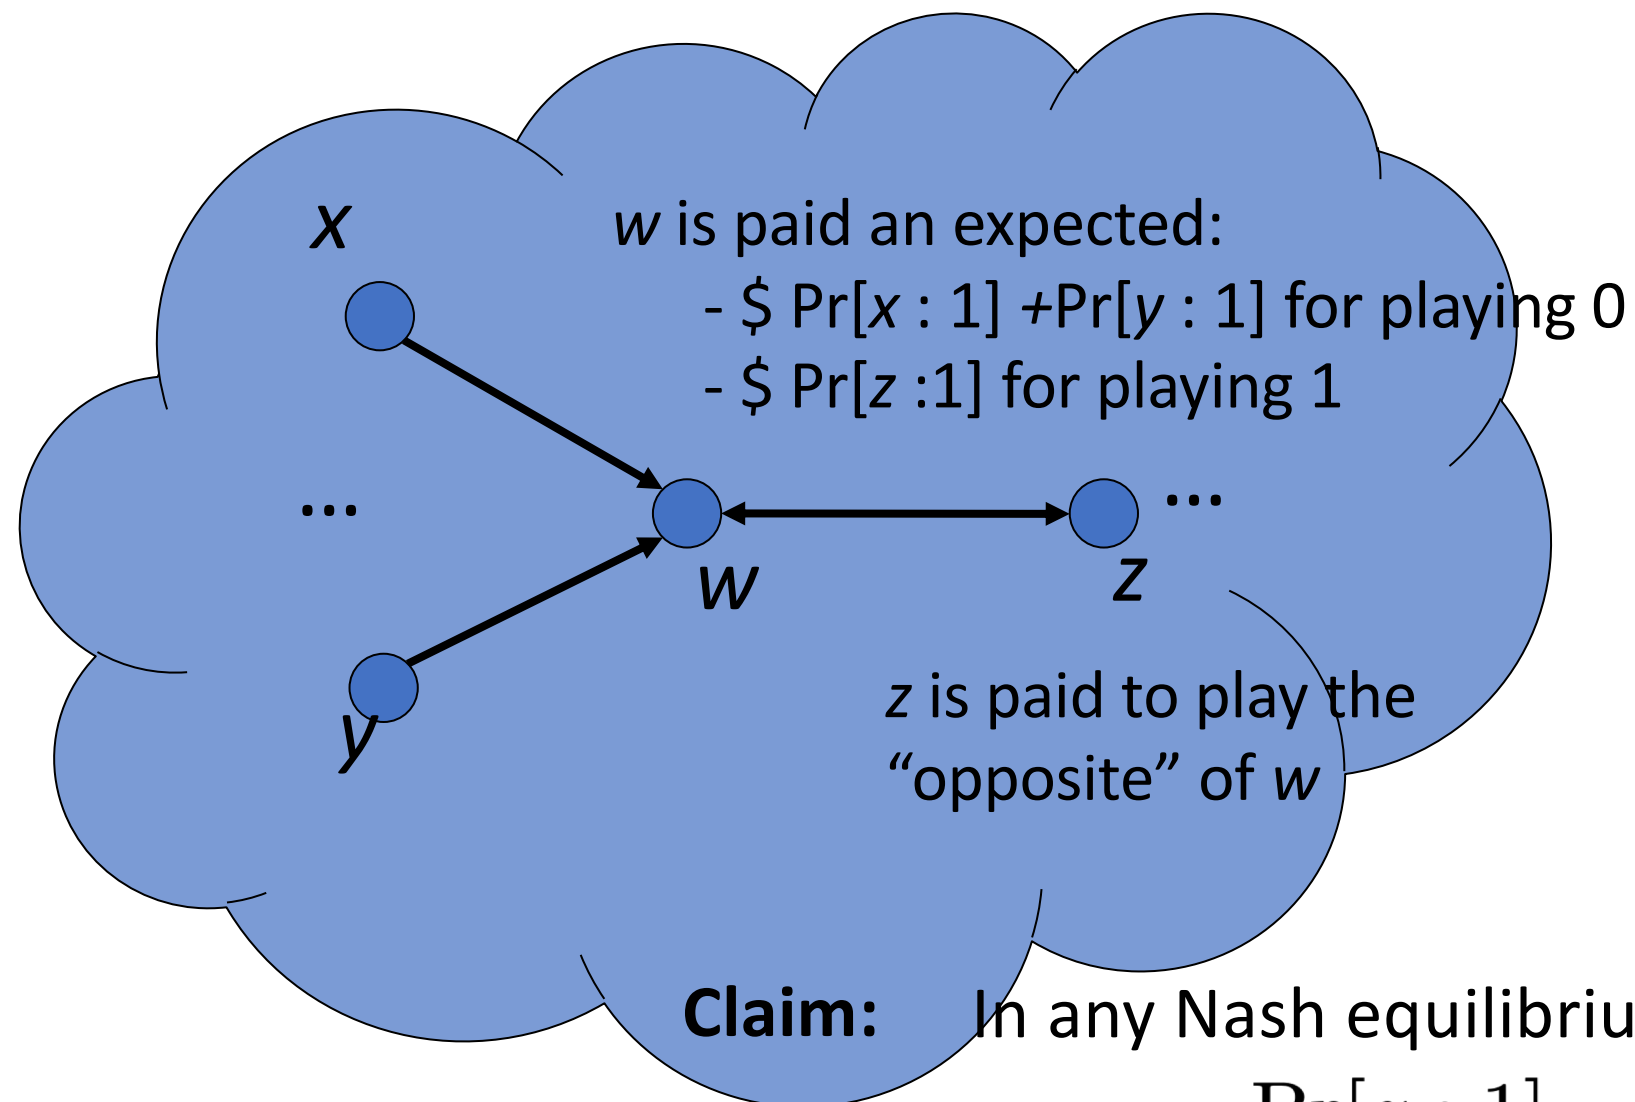 x
w is paid an expected:
- $ Pr[x : 1] +Pr[y : 1] for playing 0
- $ Pr[z :1] for playing 1
...
...
w
z
y
z is paid to play the
“opposite” of w
Claim: In any Nash equilibriu